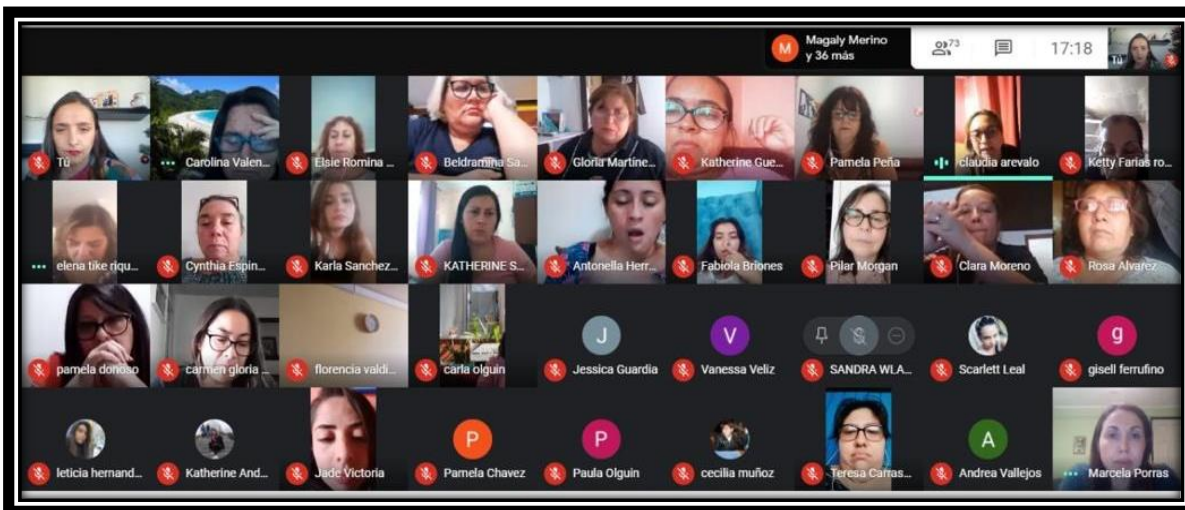 M
Magaly Merino
y 36 más
73
17:18
Tú
Tú
Carolina Valen...
Elsie Romina ...
Beldramina Sa...
Gloria Martíne...
Katherine Gue...
Pamela Peña
claudia arevalo
Ketty Farias ro...
elena tike riqu...
Cynthia Espin...
Karla Sanchez...
KATHERINE S...
Antonella Herr...
Fabiola Briones
Pilar Morgan
Clara Moreno
Rosa Alvarez
pamela donoso
carmen gloria ...
florencia valdi...
carla olguin
J
Jessica Guardia
V
Vanessa Veliz
SANDRA WLA...
Scarlett Leal
g
gisell ferrufino
leticia hernand...
Katherine And...
Jade Victoria
P
Pamela Chavez
P
Paula Olguin
cecilia muñoz
Teresa Carras...
A
Andrea Vallejos
Marcela Porras